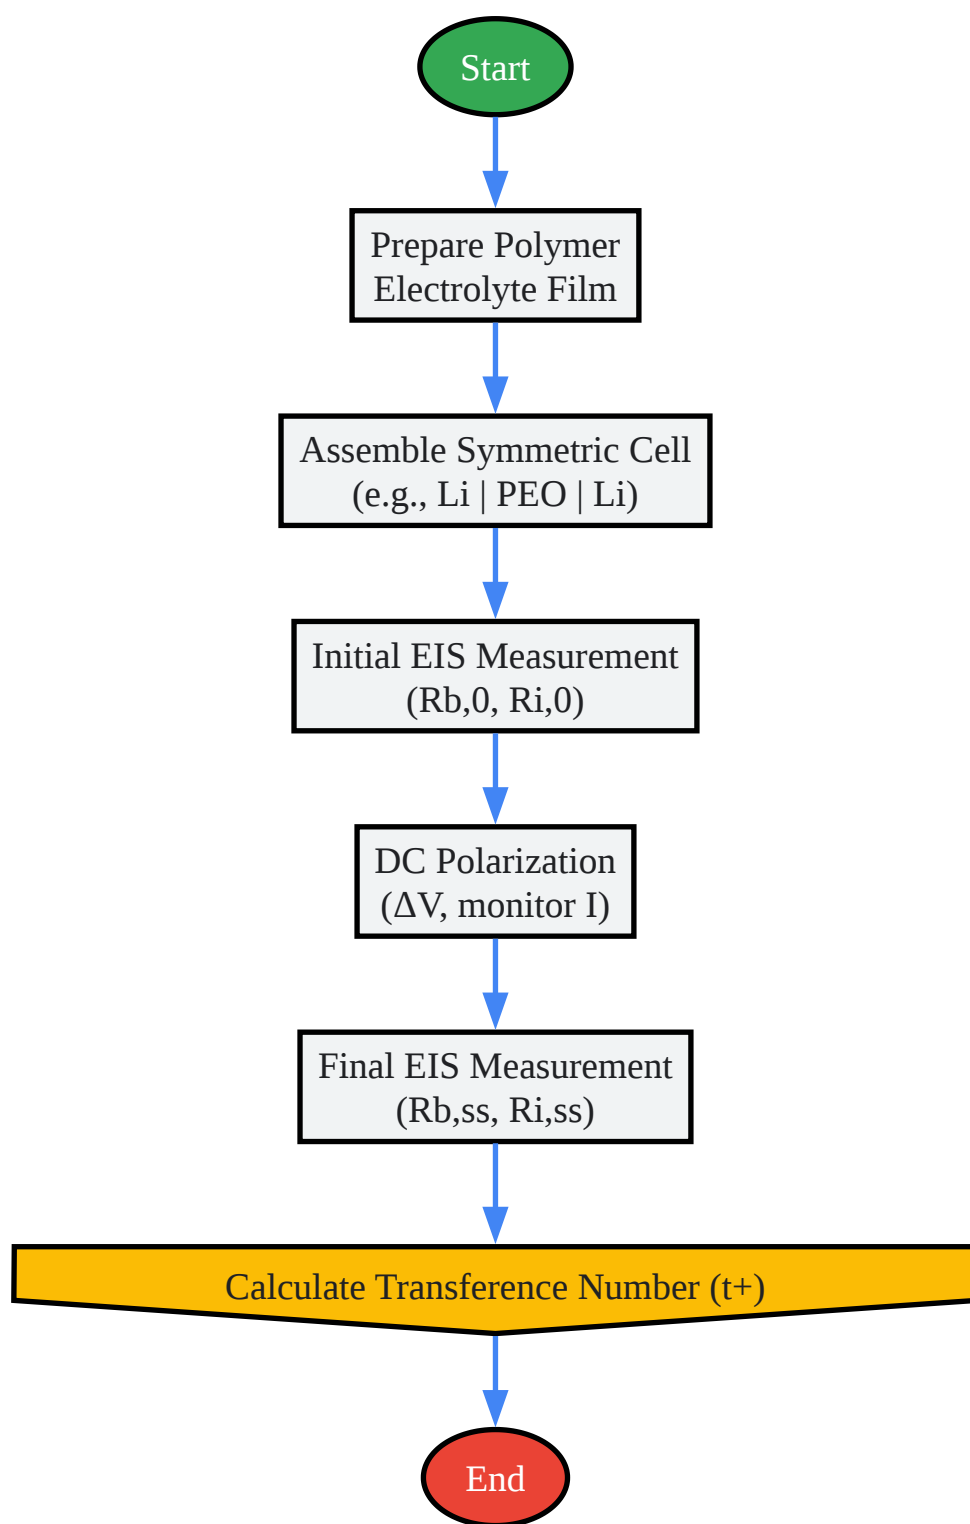 Start
Prepare Polymer
Electrolyte Film
Assemble Symmetric Cell
(e.g., Li | PEO | Li)
Initial EIS Measurement
(Rb,0, Ri,0)
DC Polarization
(ΔV, monitor I)
Final EIS Measurement
(Rb,ss, Ri,ss)
Calculate Transference Number (t+)
End